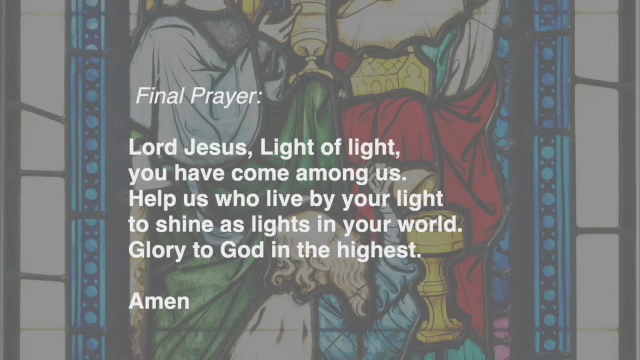 Final Prayer:
Lord Jesus, Light of light,
you have come among us.
Help us who live by your light
to shine as lights in your world.
Glory to God in the highest.
Amen